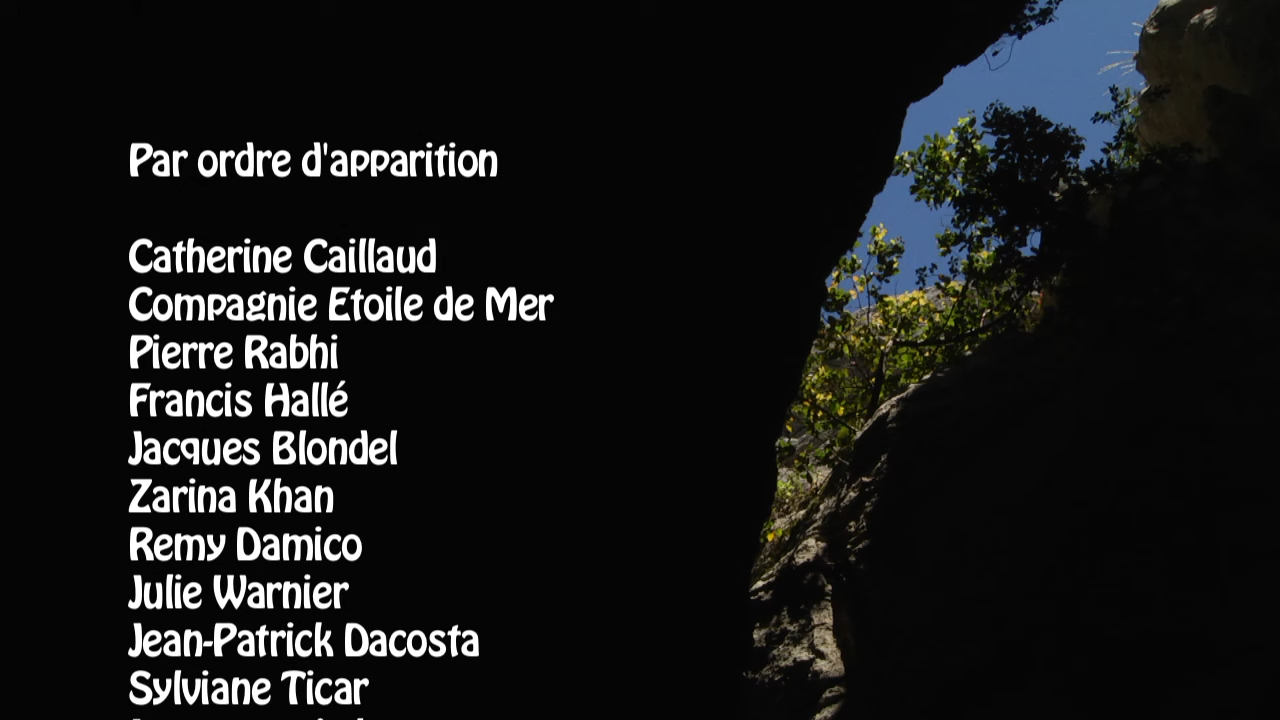 Par ordre d'apparition
Catherine Caillaud
Compagnie Etoile de Mer
Pierre Rabhi
Francis Hallé
Jacques Blondel
Zarina Khan
Remy Damico
Julie Warnier
Jean-Patrick Dacosta
Sylviane Ticar